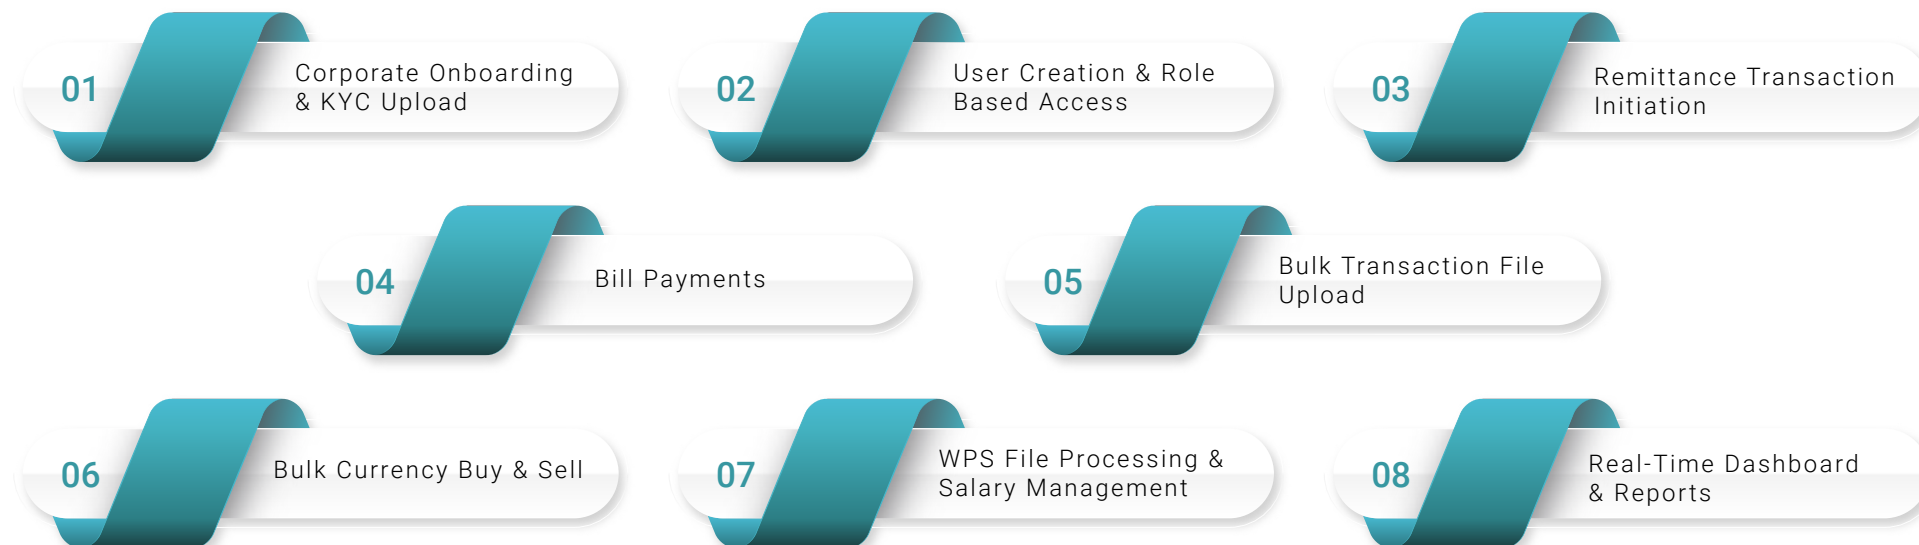 01
Corporate Onboarding
& KYC Upload
02
User Creation & Role
Based Access
03
Remittance Transaction
Initiation
04
Bill Payments
05
Bulk Transaction File
Upload
06
Bulk Currency Buy & Sell
07
WPS File Processing &
Salary Management
08
Real-Time Dashboard
& Reports